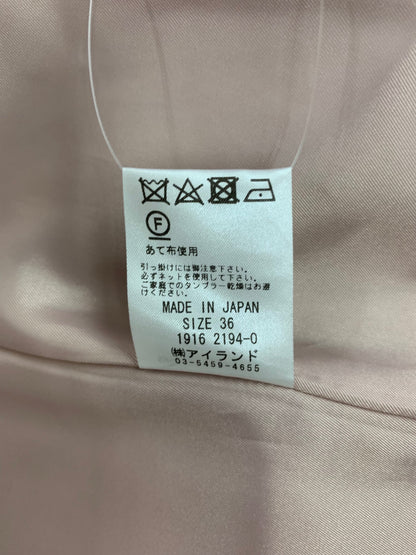 F
あて布使用
引っ掛けには御注意下さい。
必ずネットを使用して下さい。
ご家庭でのタンブラー乾燥はお避
けください。
MADE IN JAPAN
SIZE 36
1916 2194-0
㈱アイランド
03-5459-4655